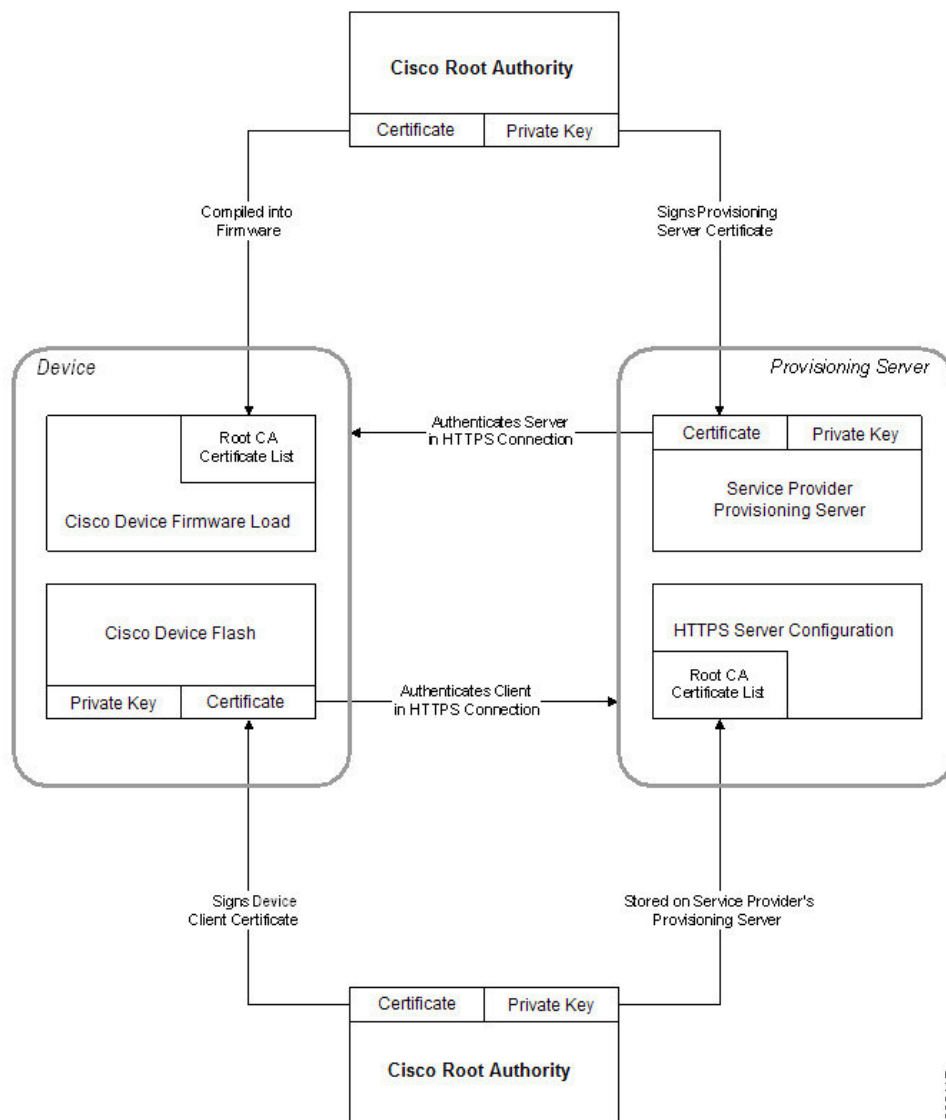 Cisco Root Authority
Certificate
Private Key
Compiled into
Firmware
Signs Provisioning
Server Certificate
Device
Provisioning Server
Root CA
Certificate List
Cisco Device Firmware Load
Authenticates Server
in HTTPS Connection
Certificate
Private Key
Service Provider
Provisioning Server
Cisco Device Flash
Private Key
Certificate
Authenticates Client
in HTTPS Connection
HTTPS Server Configuration
Root CA
Certificate List
Signs Device
Client Certificate
Stored on Service Provider's
Provisioning Server
Certificate
Private Key
Cisco Root Authority